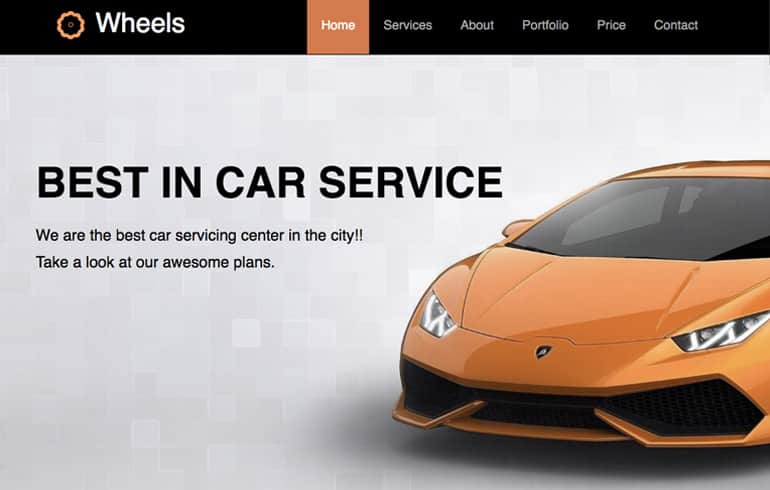 Wheels
Home Services About Portfolio Price Contact
BEST IN CAR SERVICE
We are the best car servicing center in the city!!
Take a look at our awesome plans.